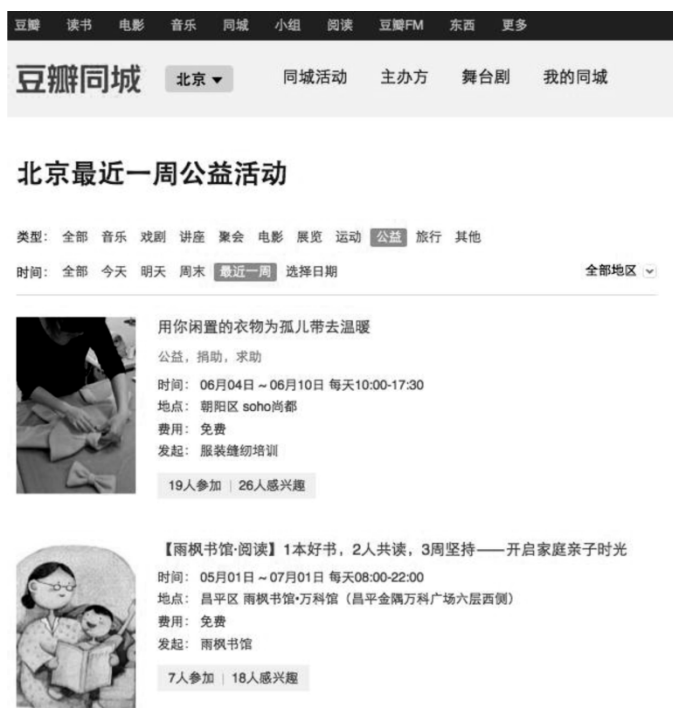 豆瓣 读书 电影 音乐 同城 小组 阅读 豆瓣FM 东西 更多
豆瓣同城 北京 同城活动 主办方 舞台剧 我的同城
北京最近一周公益活动
类型: 全部 音乐 戏剧 讲座 聚会 电影 展览 运动 公益 旅行 其他
时间: 全部 今天 明天 周末 最近一周 选择日期 全部地区
用你闲置的衣物为孤儿带去温暖
公益，捐助，求助
时间: 06月04日 ~ 06月10日 每天10:00-17:30
地点: 朝阳区 soho尚都
费用: 免费
发起: 服装缝纫培训
19人参加 | 26人感兴趣
【雨枫书馆·阅读】1本好书，2人共读，3周坚持——开启家庭亲子时光
时间: 05月01日 ~ 07月01日 每天08:00-22:00
地点: 昌平区 雨枫书馆•万科馆（昌平金隅万科广场六层西侧）
费用: 免费
发起: 雨枫书馆
7人参加 | 18人感兴趣